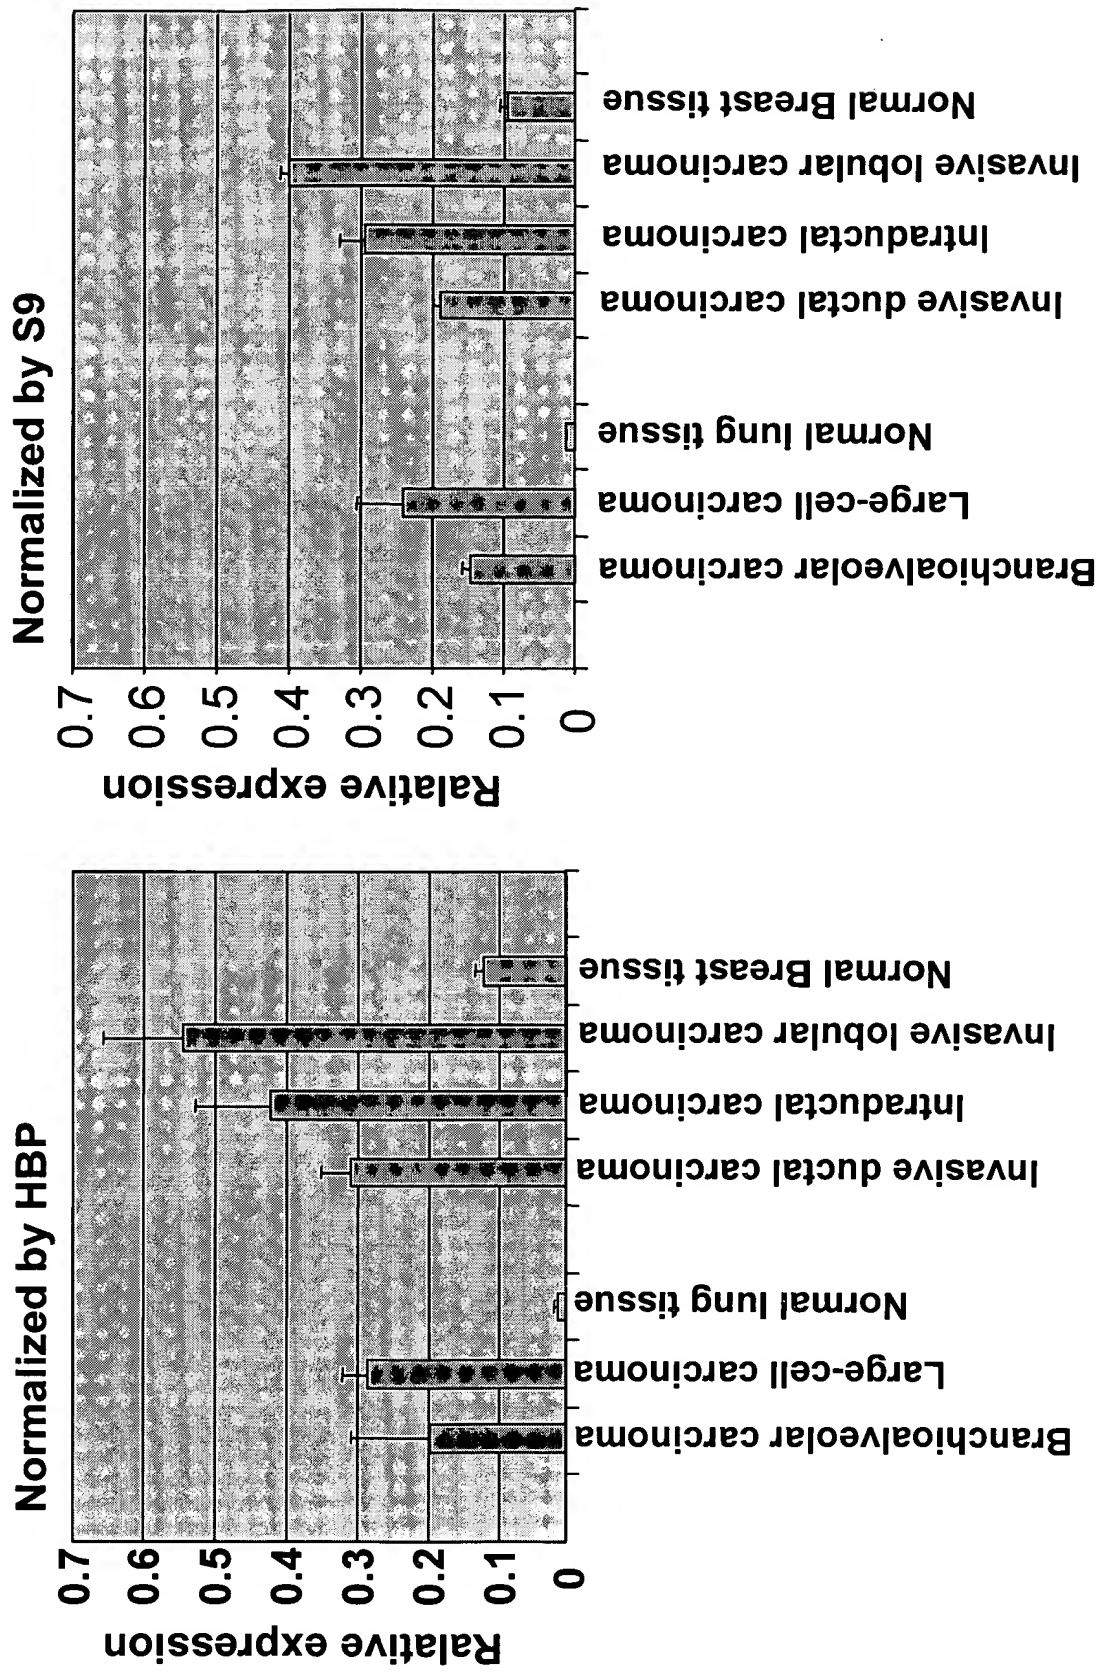 Normalized by HBP
Ralative expression
0.7
0.6
0.5
0.4
0.3
0.2
0.1
0
Branchioalveolar carcinoma
Large-cell carcinoma
Normal lung tissue
Invasive ductal carcinoma
Intraductal carcinoma
Invasive lobular carcinoma
Normal Breast tissue
Normalized by S9
Ralative expression
0.7
0.6
0.5
0.4
0.3
0.2
0.1
0
Branchioalveolar carcinoma
Large-cell carcinoma
Normal lung tissue
Invasive ductal carcinoma
Intraductal carcinoma
Invasive lobular carcinoma
Normal Breast tissue